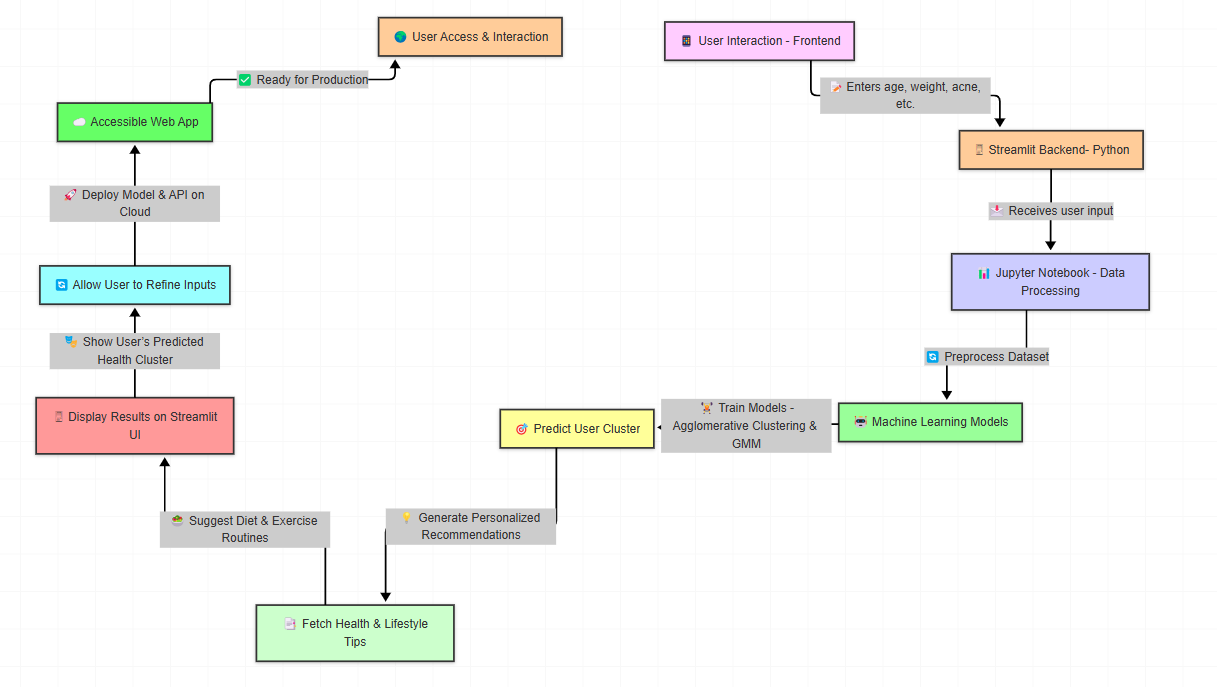 User Interaction - Frontend
Enters age, weight, acne,
etc.
Streamlit Backend- Python
Receives user input
Jupyter Notebook - Data
Processing
Preprocess Dataset
Machine Learning Models
Train Models -
Agglomerative Clustering &
GMM
Predict User Cluster
Generate Personalized
Recommendations
Fetch Health & Lifestyle
Tips
Suggest Diet & Exercise
Routines
Display Results on Streamlit
UI
Show User’s Predicted
Health Cluster
Allow User to Refine Inputs
Deploy Model & API on
Cloud
Accessible Web App
Ready for Production
User Access & Interaction